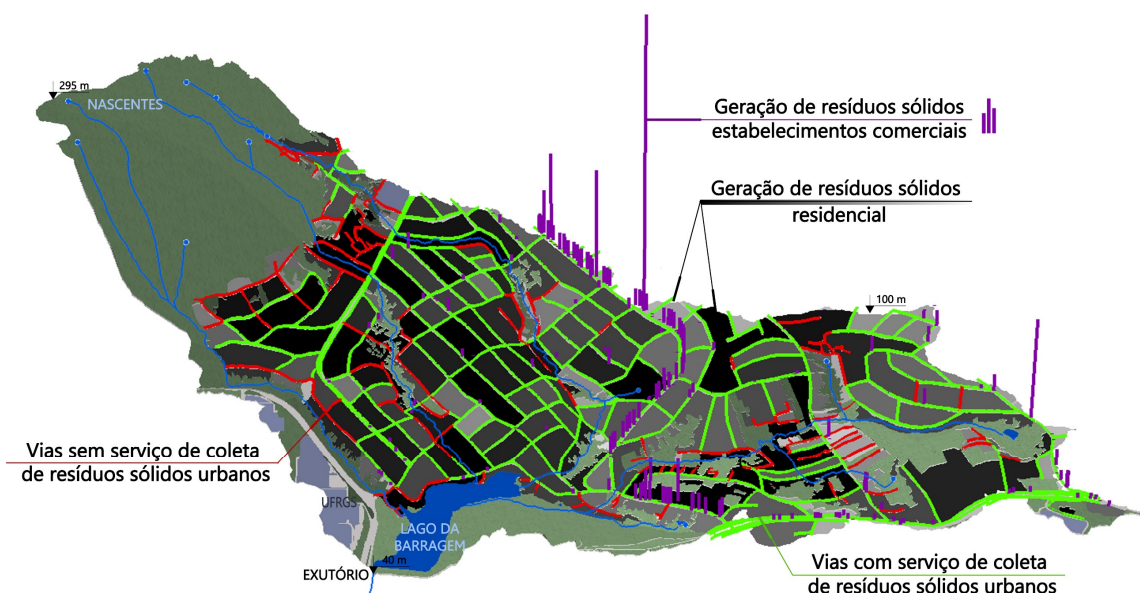 295 m
NASCENTES
Geração de resíduos sólidos
estabelecimentos comerciais
Geração de resíduos sólidos
residencial
100 m
Vias sem serviço de coleta
de resíduos sólidos urbanos
UFRGS
LAGO DA
BARRAGEM
40 m
EXUTÓRIO
Vias com serviço de coleta
de resíduos sólidos urbanos